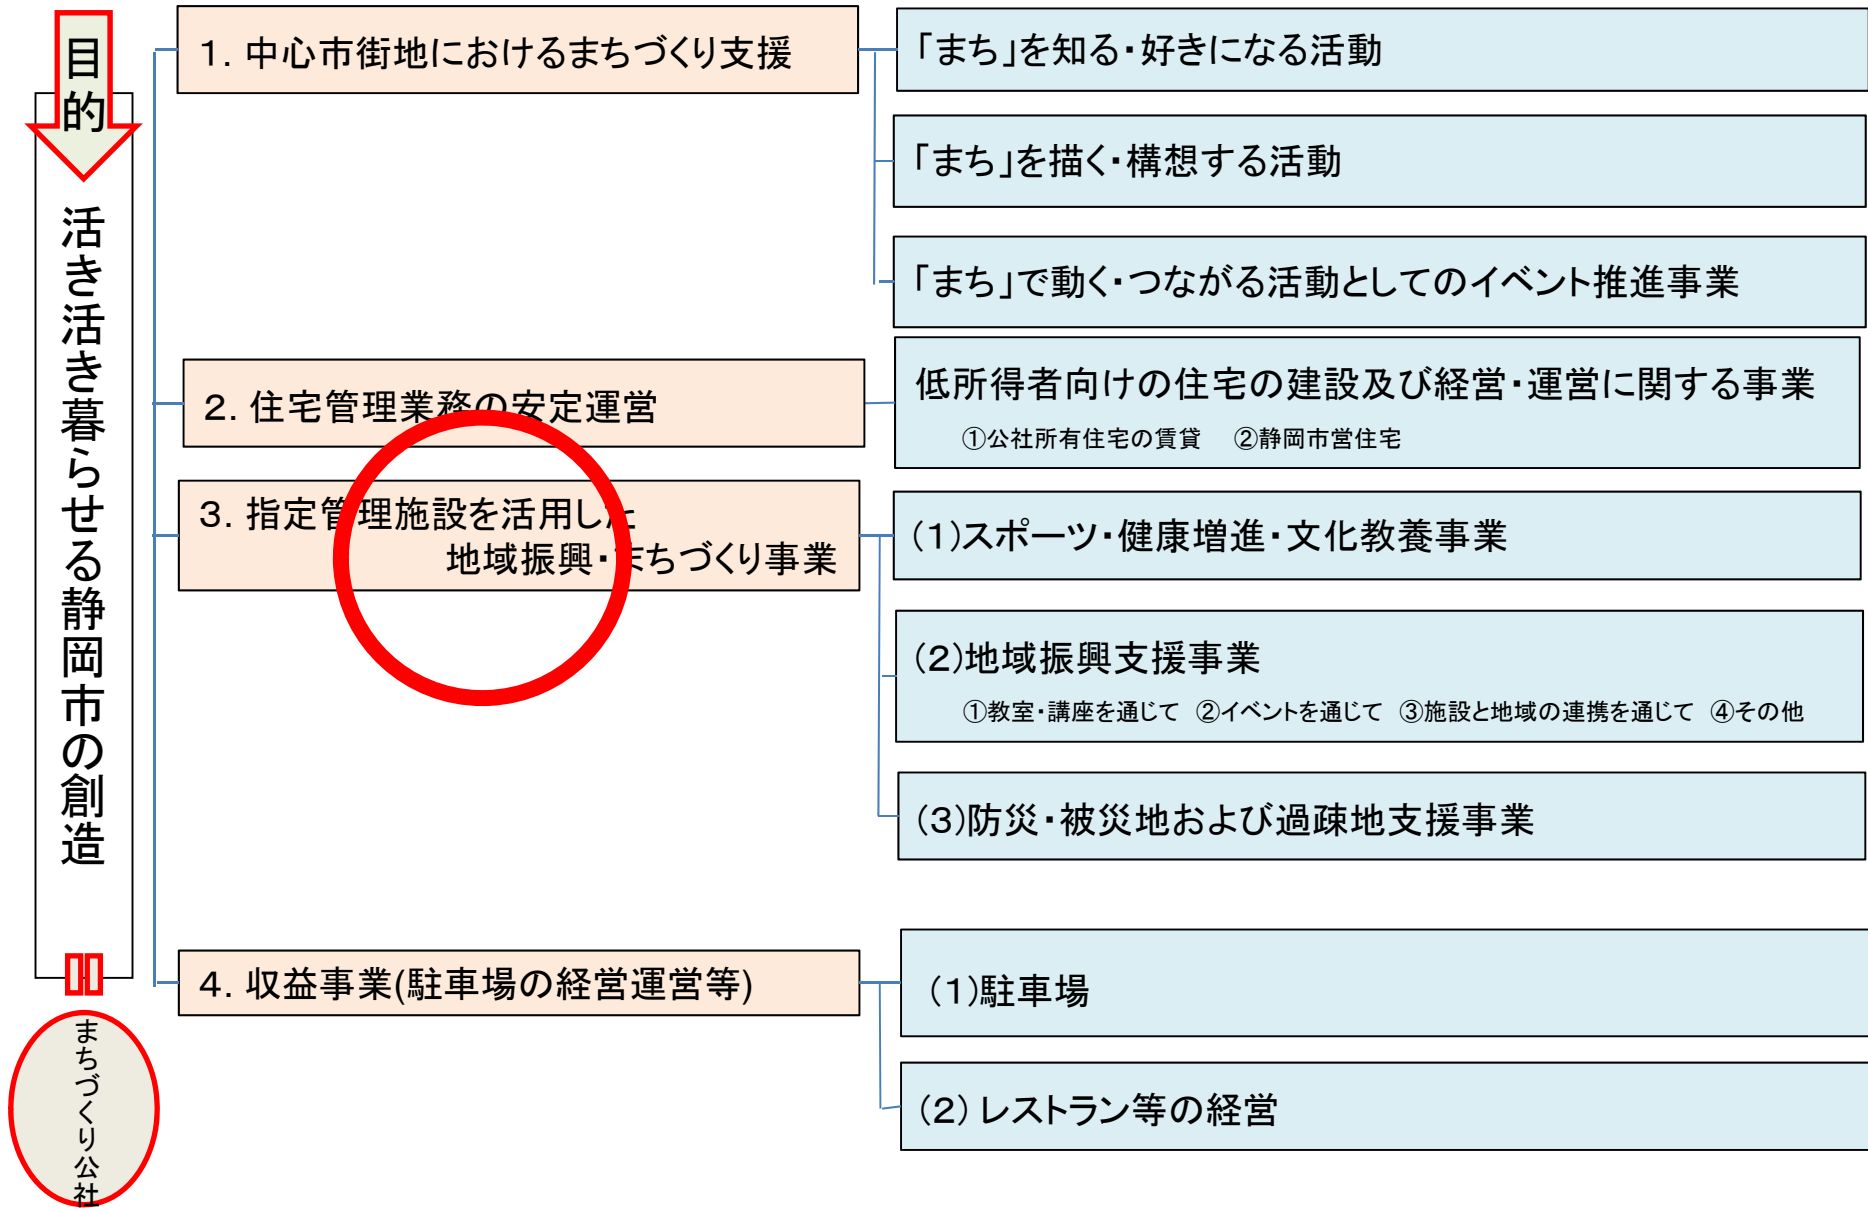 目的
活き活き暮らせる静岡市の創造
まちづくり公社
1. 中心市街地におけるまちづくり支援
「まち」を知る・好きになる活動
「まち」を描く・構想する活動
「まち」で動く・つながる活動としてのイベント推進事業
2. 住宅管理業務の安定運営
低所得者向けの住宅の建設及び経営・運営に関する事業
①公社所有住宅の賃貸 ②静岡市営住宅
3. 指定管理施設を活用した
地域振興・まちづくり事業
(1)スポーツ・健康増進・文化教養事業
(2)地域振興支援事業
①教室・講座を通じて ②イベントを通じて ③施設と地域の連携を通じて ④その他
(3)防災・被災地および過疎地支援事業
4. 収益事業(駐車場の経営運営等)
(1)駐車場
(2) レストラン等の経営